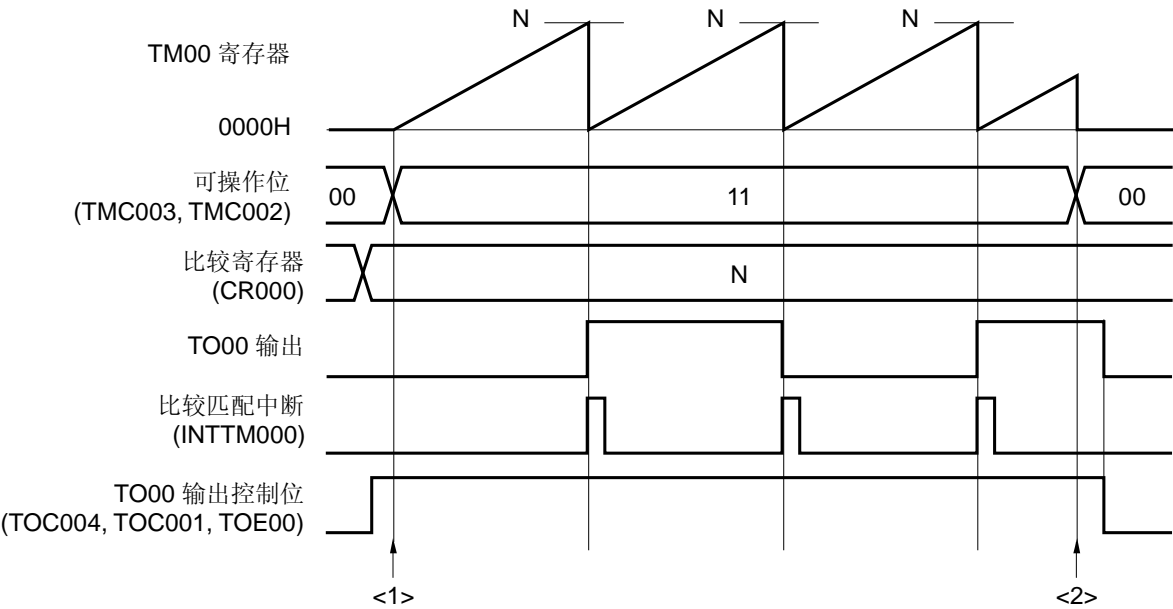 N N N
TM00 寄存器
0000H
可操作位
(TMC003, TMC002)
00 11 00
比较寄存器
(CR000)
N
TO00 输出
比较匹配中断
(INTTM000)
TO00 输出控制位
(TOC004, TOC001, TOE00)
<1> <2>